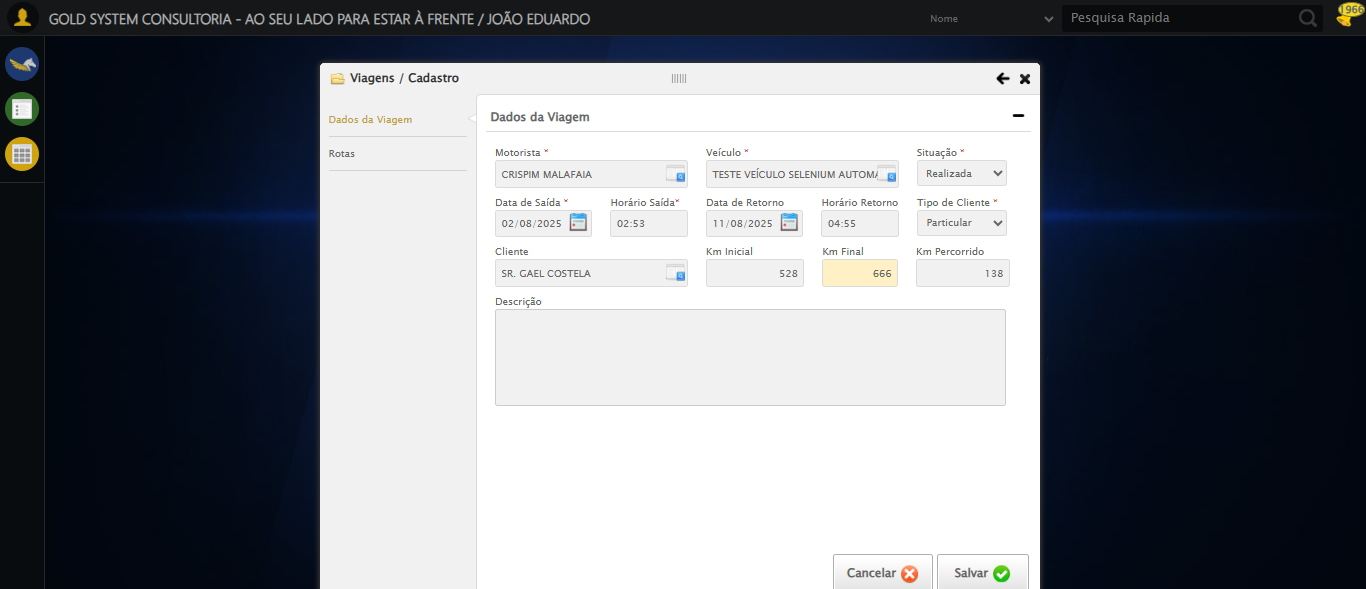 GOLD SYSTEM CONSULTORIA - AO SEU LADO PARA ESTAR À FRENTE / JOÃO EDUARDO
Nome
Pesquisa Rapida
1966
Viagens / Cadastro
Dados da Viagem
Rotas
Dados da Viagem
Motorista * Veículo * Situação *
CRISPIM MALAFAIA TESTE VEÍCULO SELENIUM AUTOMA Realizada
Data de Saída * Horário Saída* Data de Retorno Horário Retorno Tipo de Cliente *
02/08/2025 02:53 11/08/2025 04:55 Particular
Cliente Km Inicial Km Final Km Percorrido
SR. GAEL COSTELA 528 666 138
Descrição
Cancelar Salvar